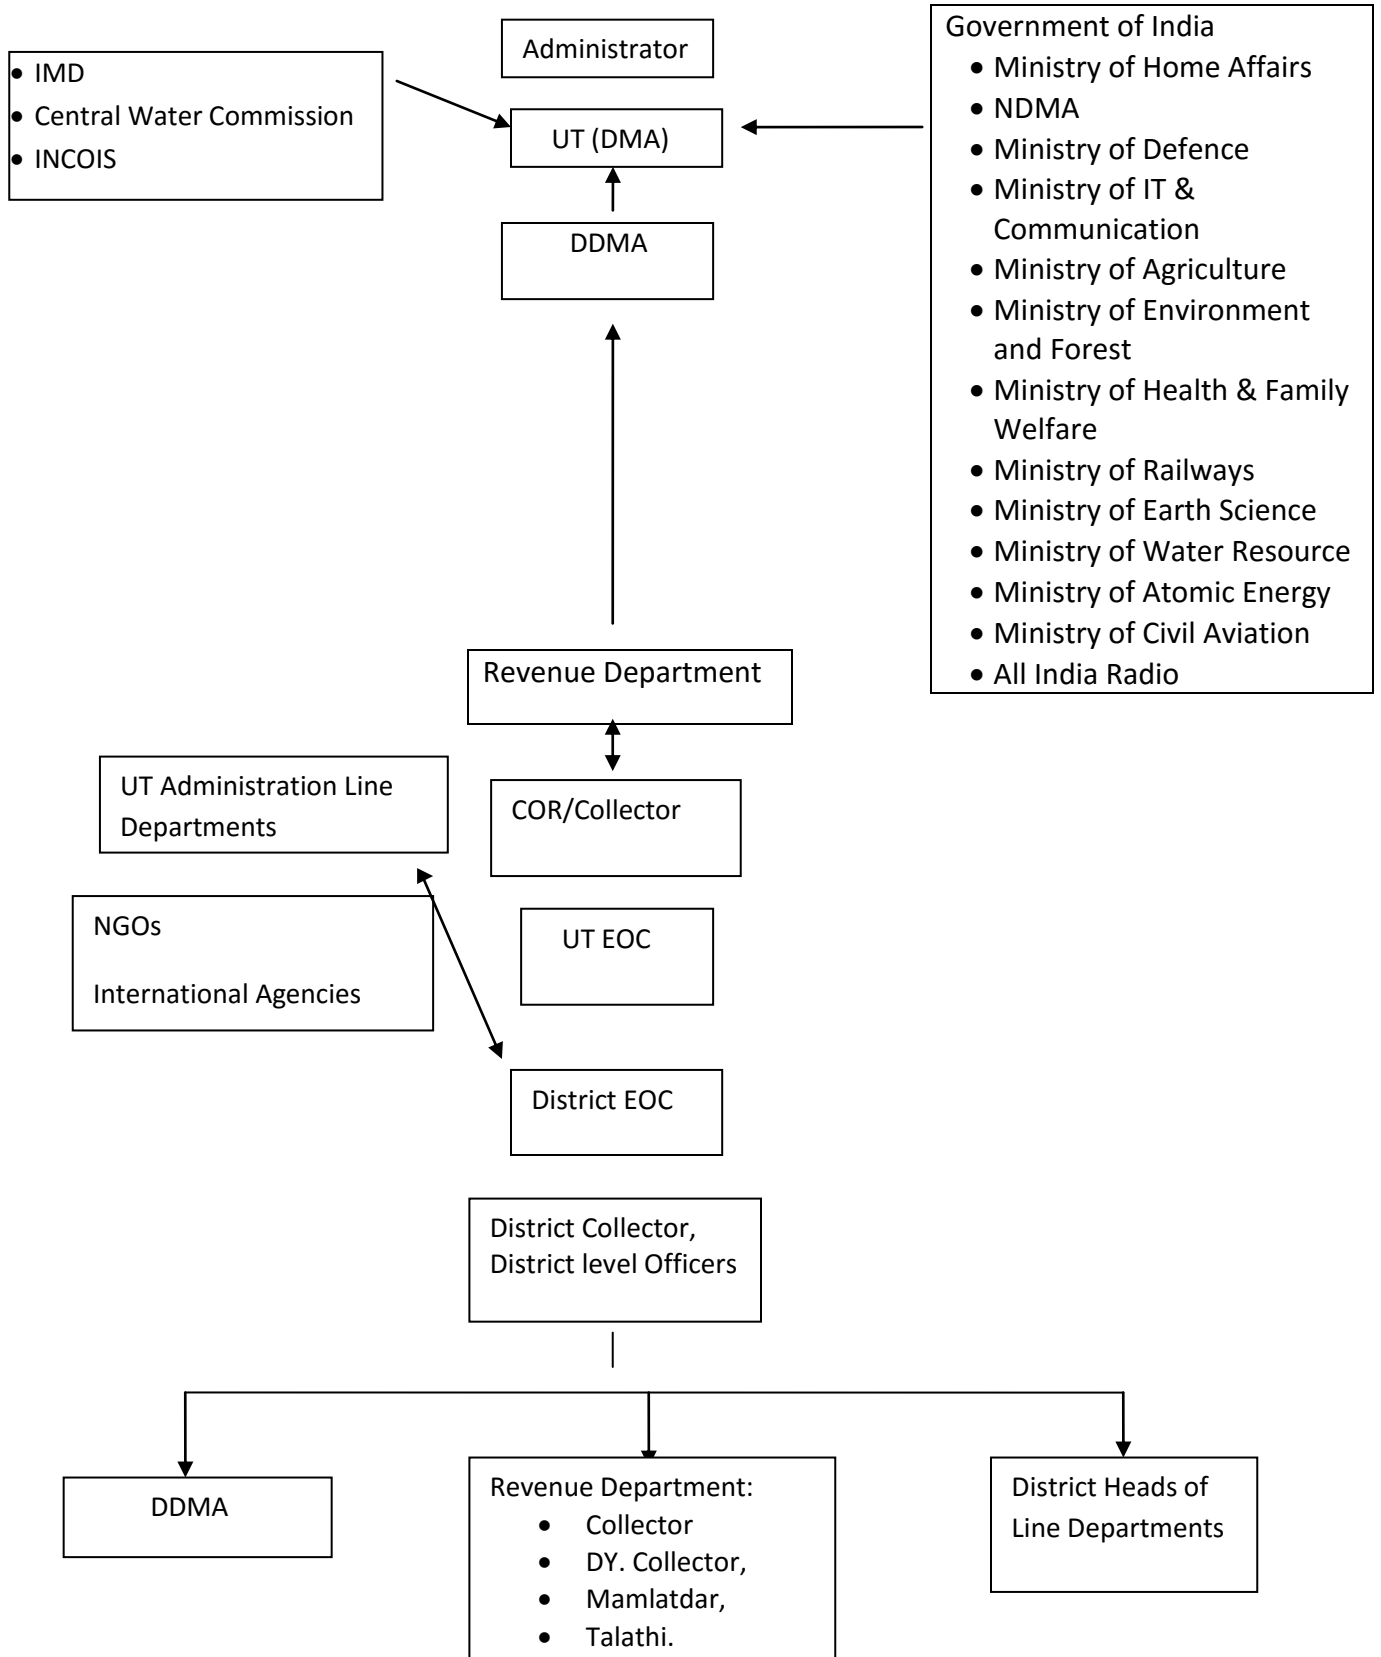 Administrator
• IMD
• Central Water Commission
• INCOIS
UT (DMA)
DDMA
Government of India
• Ministry of Home Affairs
• NDMA
• Ministry of Defence
• Ministry of IT &
Communication
• Ministry of Agriculture
• Ministry of Environment
and Forest
• Ministry of Health & Family
Welfare
• Ministry of Railways
• Ministry of Earth Science
• Ministry of Water Resource
• Ministry of Atomic Energy
• Ministry of Civil Aviation
• All India Radio
Revenue Department
UT Administration Line
Departments
COR/Collector
NGOs
International Agencies
UT EOC
District EOC
District Collector,
District level Officers
DDMA
Revenue Department:
• Collector
• DY. Collector,
• Mamlatdar,
• Talathi.
District Heads of
Line Departments